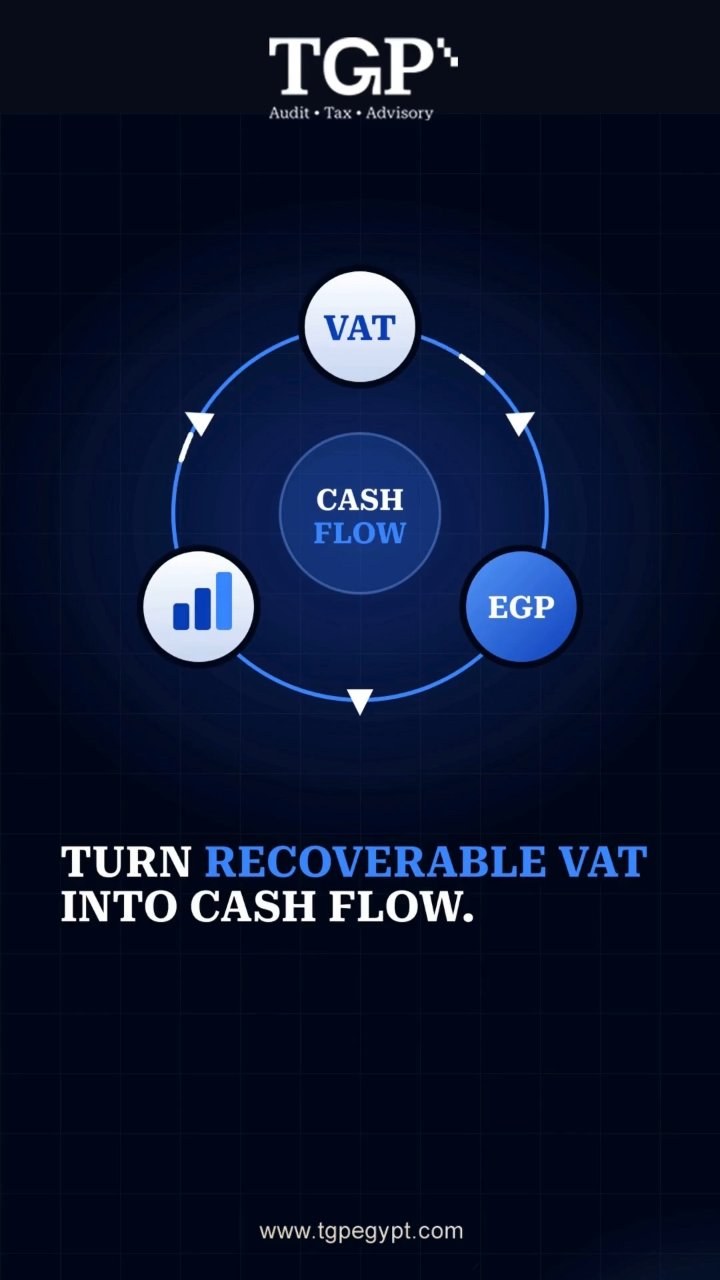 TGP
Audit • Tax • Advisory
VAT
CASH
FLOW
EGP
TURN RECOVERABLE VAT
INTO CASH FLOW.
www.tgpegypt.com